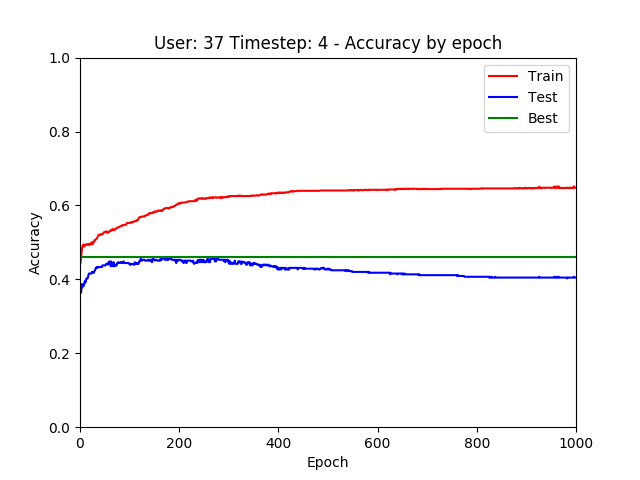 User: 37 Timestep: 4 - Accuracy by epoch
1.0
0.8
0.6
0.4
0.2
0.0
Accuracy
Train
Test
Best
0 200 400 600 800 1000
Epoch